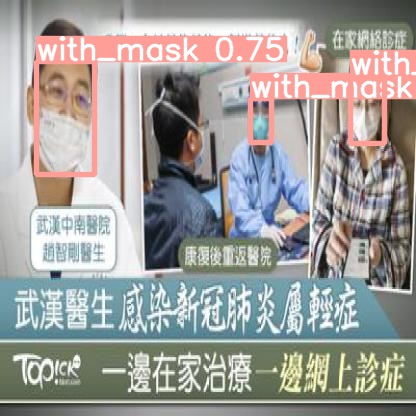 with_mask 0.75
with_mask
with_
在家網絡診症
武漢中南醫院
趙智剛醫生
康復後重返醫院
武漢醫生感染新冠肺炎屬輕症
TOPick
一邊在家治療一邊網上診症